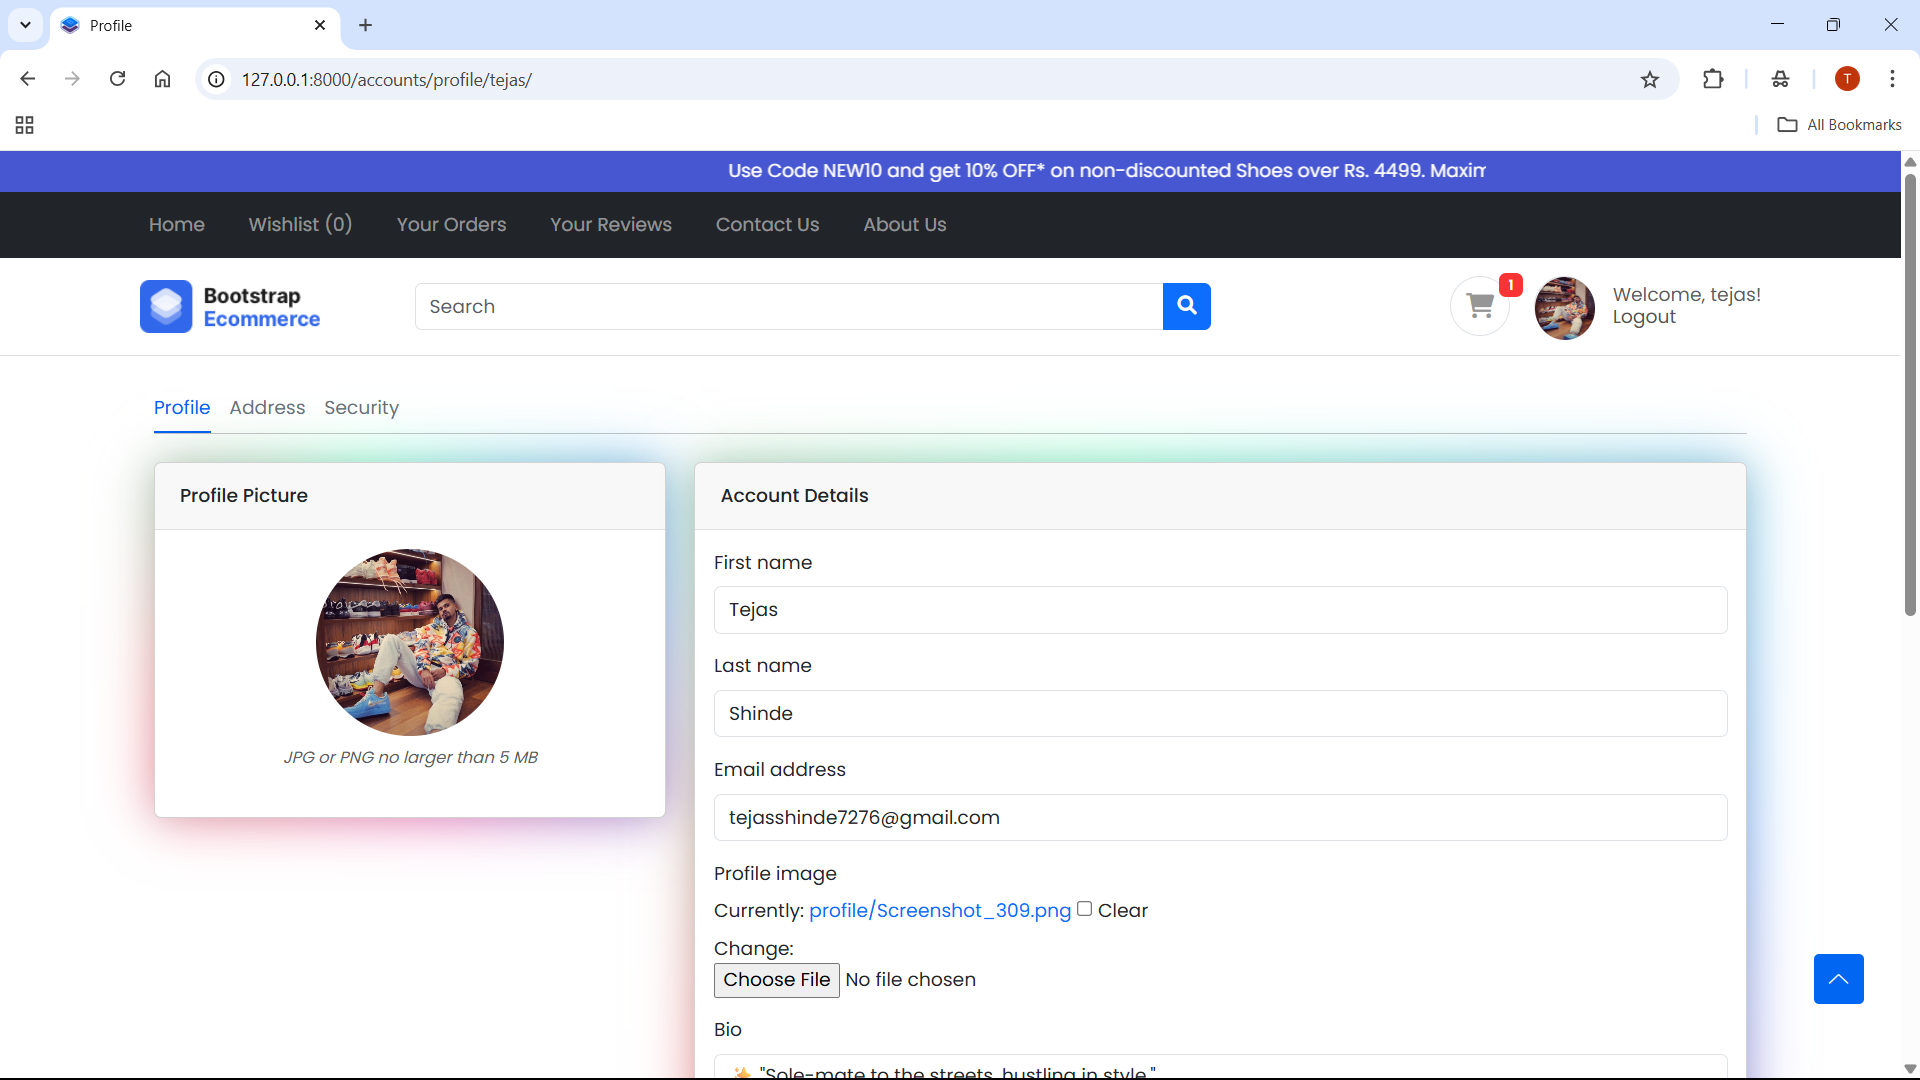 Profile
127.0.0.1:8000/accounts/profile/tejas/
T
All Bookmarks
Use Code NEW10 and get 10% OFF* on non-discounted Shoes over Rs. 4499. Maxim
Home Wishlist (0) Your Orders Your Reviews Contact Us About Us
Bootstrap
Ecommerce
Search
1
Welcome, tejas!
Logout
Profile Address Security
Profile Picture
JPG or PNG no larger than 5 MB
Account Details
First name
Tejas
Last name
Shinde
Email address
tejasshinde7276@gmail.com
Profile image
Currently: profile/Screenshot_309.png Clear
Change:
Choose File No file chosen
Bio
✨ "Sole-mate to the streets, hustling in style."